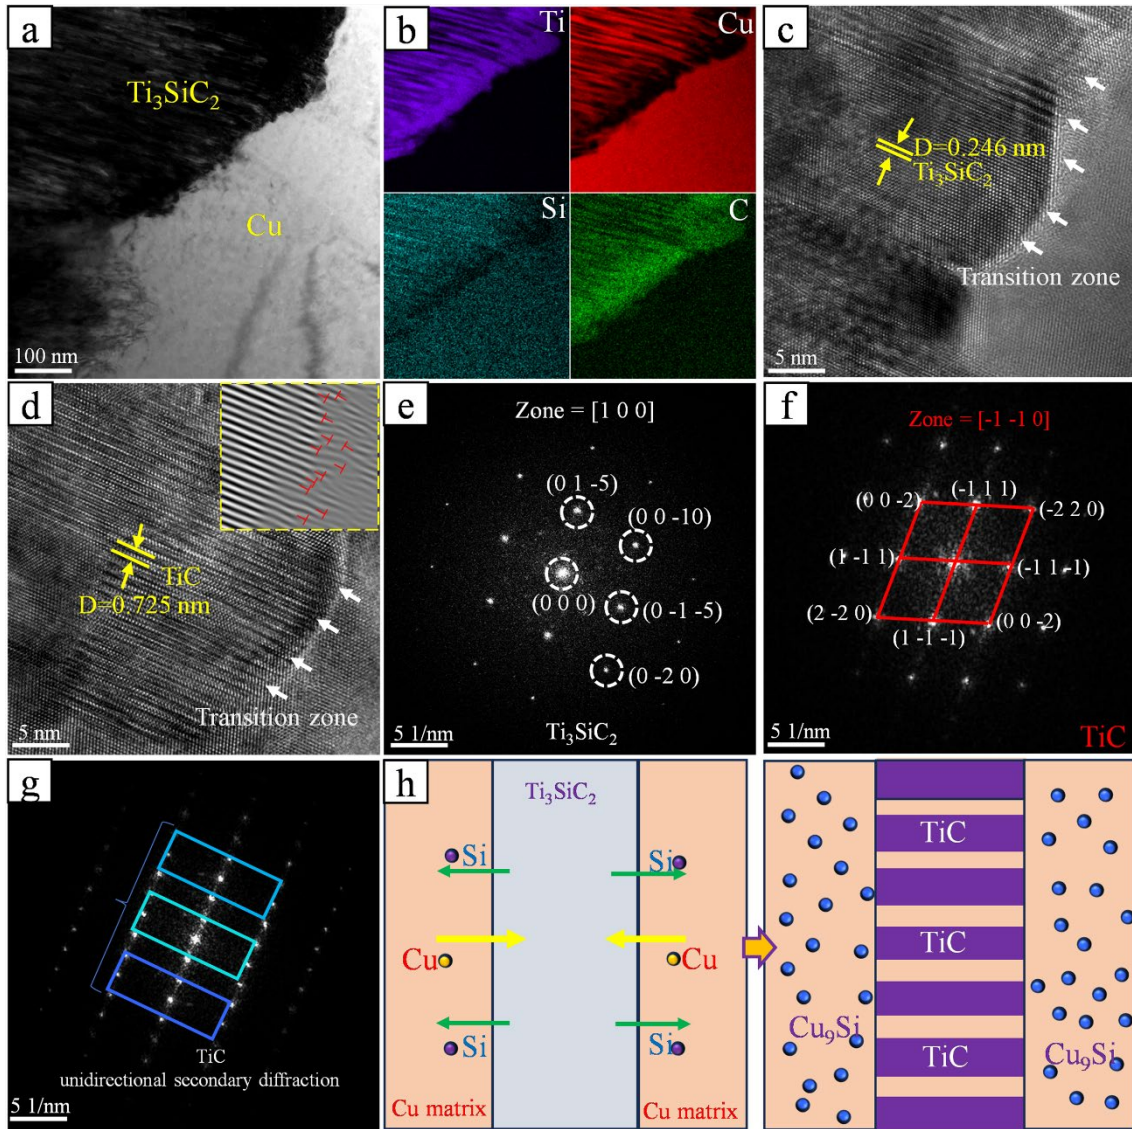 a
Ti₃SiC₂
Cu
100 nm
b
Ti
Cu
Si
C
c
D=0.246 nm
Ti₃SiC₂
Transition zone
5 nm
d
TiC
D=0.725 nm
Transition zone
5 nm
e
Zone = [1 0 0]
(0 1 -5)
(0 0 -10)
(0 0 0)
(0 -1 -5)
(0 -2 0)
5 1/nm
Ti₃SiC₂
f
Zone = [-1 -1 0]
(0 0 -2)
(-1 1 1)
(-2 2 0)
(1 -1 1)
(-1 1 -1)
(2 -2 0)
(1 -1 -1)
(0 0 -2)
5 1/nm
TiC
g
TiC
unidirectional secondary diffraction
5 1/nm
h
Ti₃SiC₂
Si
Si
Cu
Cu
Si
Si
Cu matrix
Cu matrix
TiC
TiC
TiC
Cu₉Si
Cu₉Si